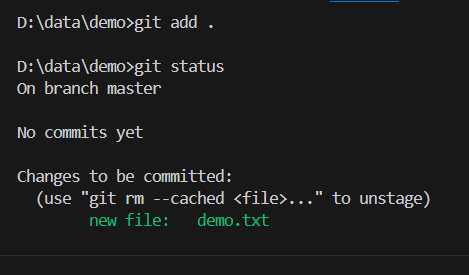 D:\data\demo>git add .
D:\data\demo>git status
On branch master
No commits yet
Changes to be committed:
(use "git rm --cached <file>..." to unstage)
new file:   demo.txt